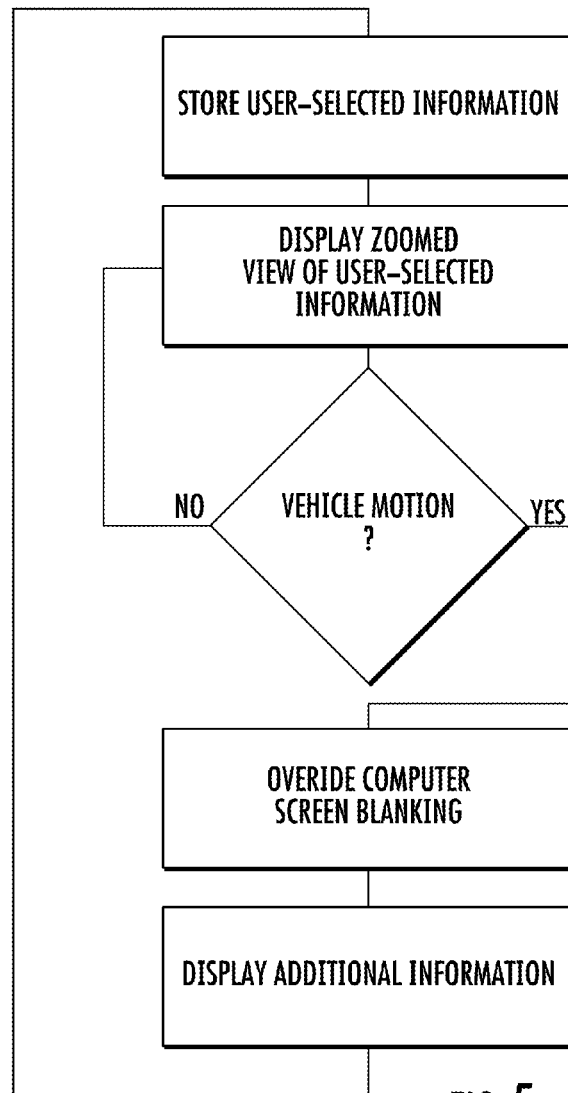 STORE USER–SELECTED INFORMATION
DISPLAY ZOOMED
VIEW OF USER–SELECTED
INFORMATION
NO
VEHICLE MOTION
?
YES
OVERIDE COMPUTER
SCREEN BLANKING
DISPLAY ADDITIONAL INFORMATION